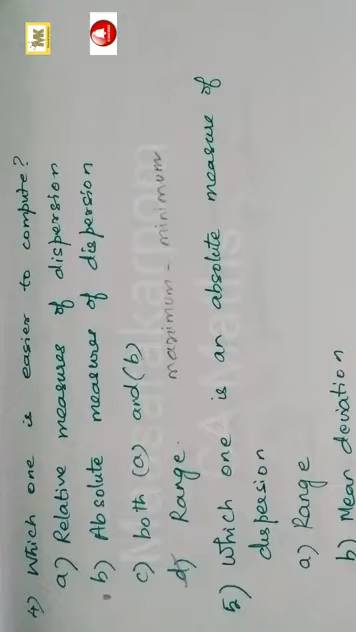 4) Which one is easier to compute?
a) Relative measures of dispersion
b) Absolute measures of dispersion
c) both (a) and (b)
d) Range. maximum - minimum
5) Which one is an absolute measure of
dispersion
a) Range
b) Mean deviation
MK